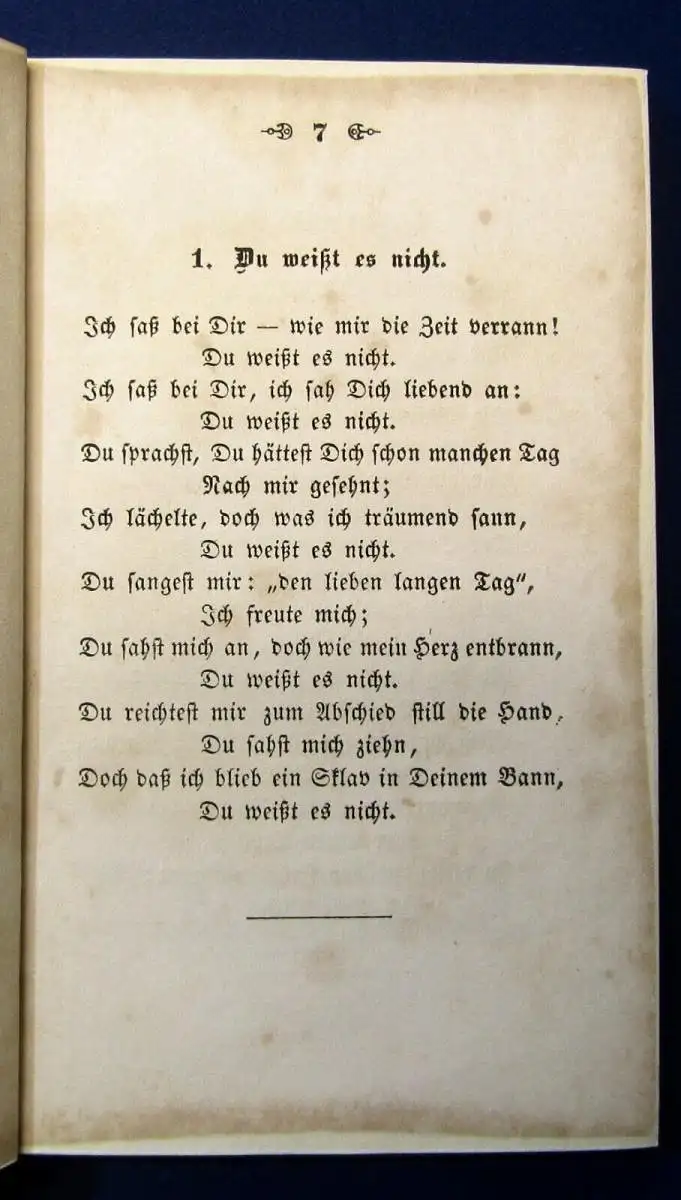 7
1. Du weißt es nicht.
Ich saß bei Dir — wie mir die Zeit verrann!
Du weißt es nicht.
Ich saß bei Dir, ich sah Dich liebend an:
Du weißt es nicht.
Du sprachst, Du hättest Dich schon manchen Tag
Nach mir gesehnt;
Ich lächelte, doch was ich träumend sann,
Du weißt es nicht.
Du sangest mir: „den lieben langen Tag",
Ich freute mich;
Du sahst mich an, doch wie mein Herz entbrann,
Du weißt es nicht.
Du reichtest mir zum Abschied still die Hand,
Du sahst mich ziehn,
Doch daß ich blieb ein Sklav in Deinem Bann,
Du weißt es nicht.